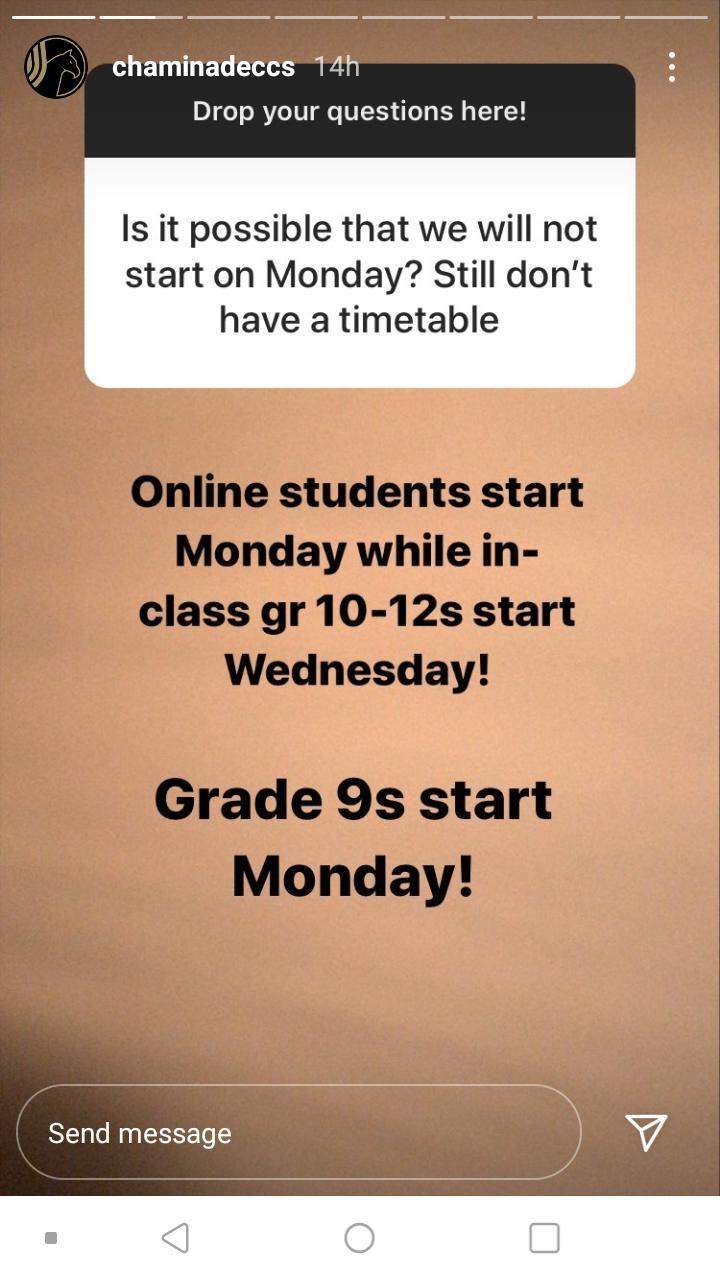 chaminadeccs 14h
Drop your questions here!
Is it possible that we will not
start on Monday? Still don’t
have a timetable
Online students start
Monday while in-
class gr 10-12s start
Wednesday!
Grade 9s start
Monday!
Send message